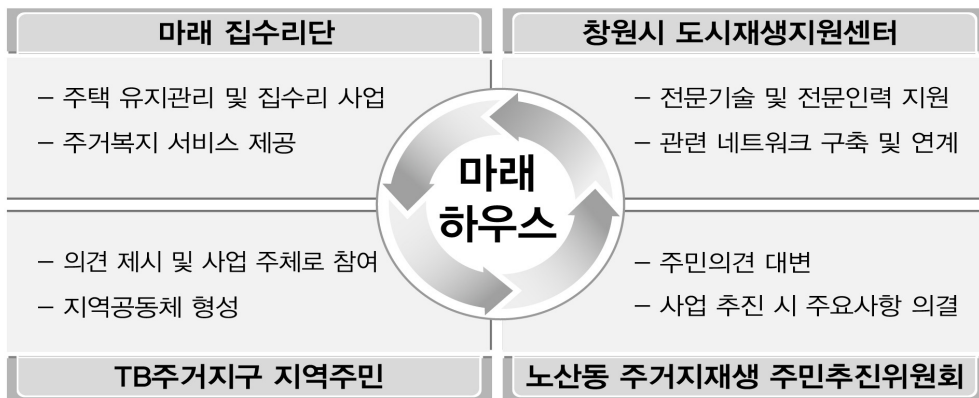 마래 집수리단
– 주택 유지관리 및 집수리 사업
– 주거복지 서비스 제공
창원시 도시재생지원센터
– 전문기술 및 전문인력 지원
– 관련 네트워크 구축 및 연계
마래
하우스
– 의견 제시 및 사업 주체로 참여
– 지역공동체 형성
TB주거지구 지역주민
– 주민의견 대변
– 사업 추진 시 주요사항 의결
노산동 주거지재생 주민추진위원회